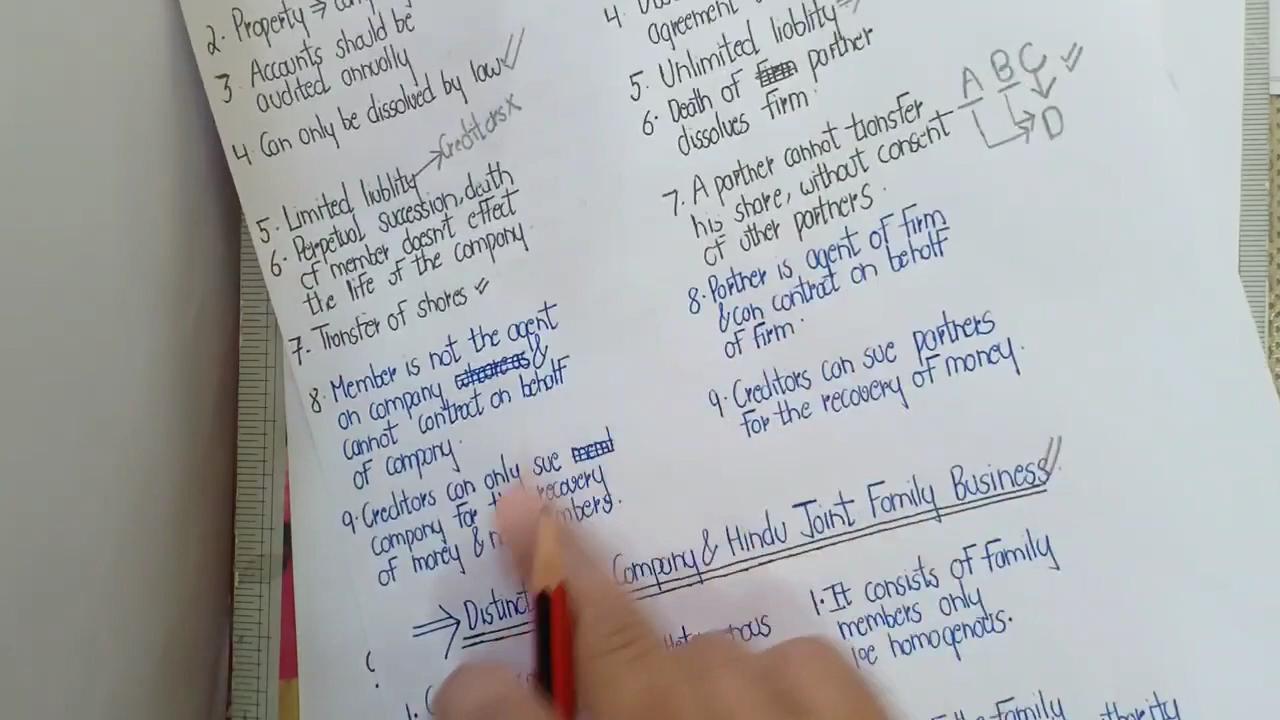 2. Property ⇒
3. Accounts should be
audited annually
4. Can only be dissolved by law
Creditors x
5. Limited liablity
6. Perpetual succession, death
of member doesn't effect
the life of the company.
7. Transfer of shares
8. Member is not the agent
on company &
cannot contract on behalf
of company.
9. Creditors can only sue
company for recovery
of money &
4.
agreement
5. Unlimited lioblity ⇒
6. Death of partner
dissolves firm.
7. A partner cannot transfer
his share, without consent
of other partners.
A B C
D
8. Partner is agent of firm
& can contract on behalf
of firm.
9. Creditors can sue partners
for the recovery of money.
⇒ Company & Hindu Joint Family Business
1.
1. It consists of family
members only
homogenous.